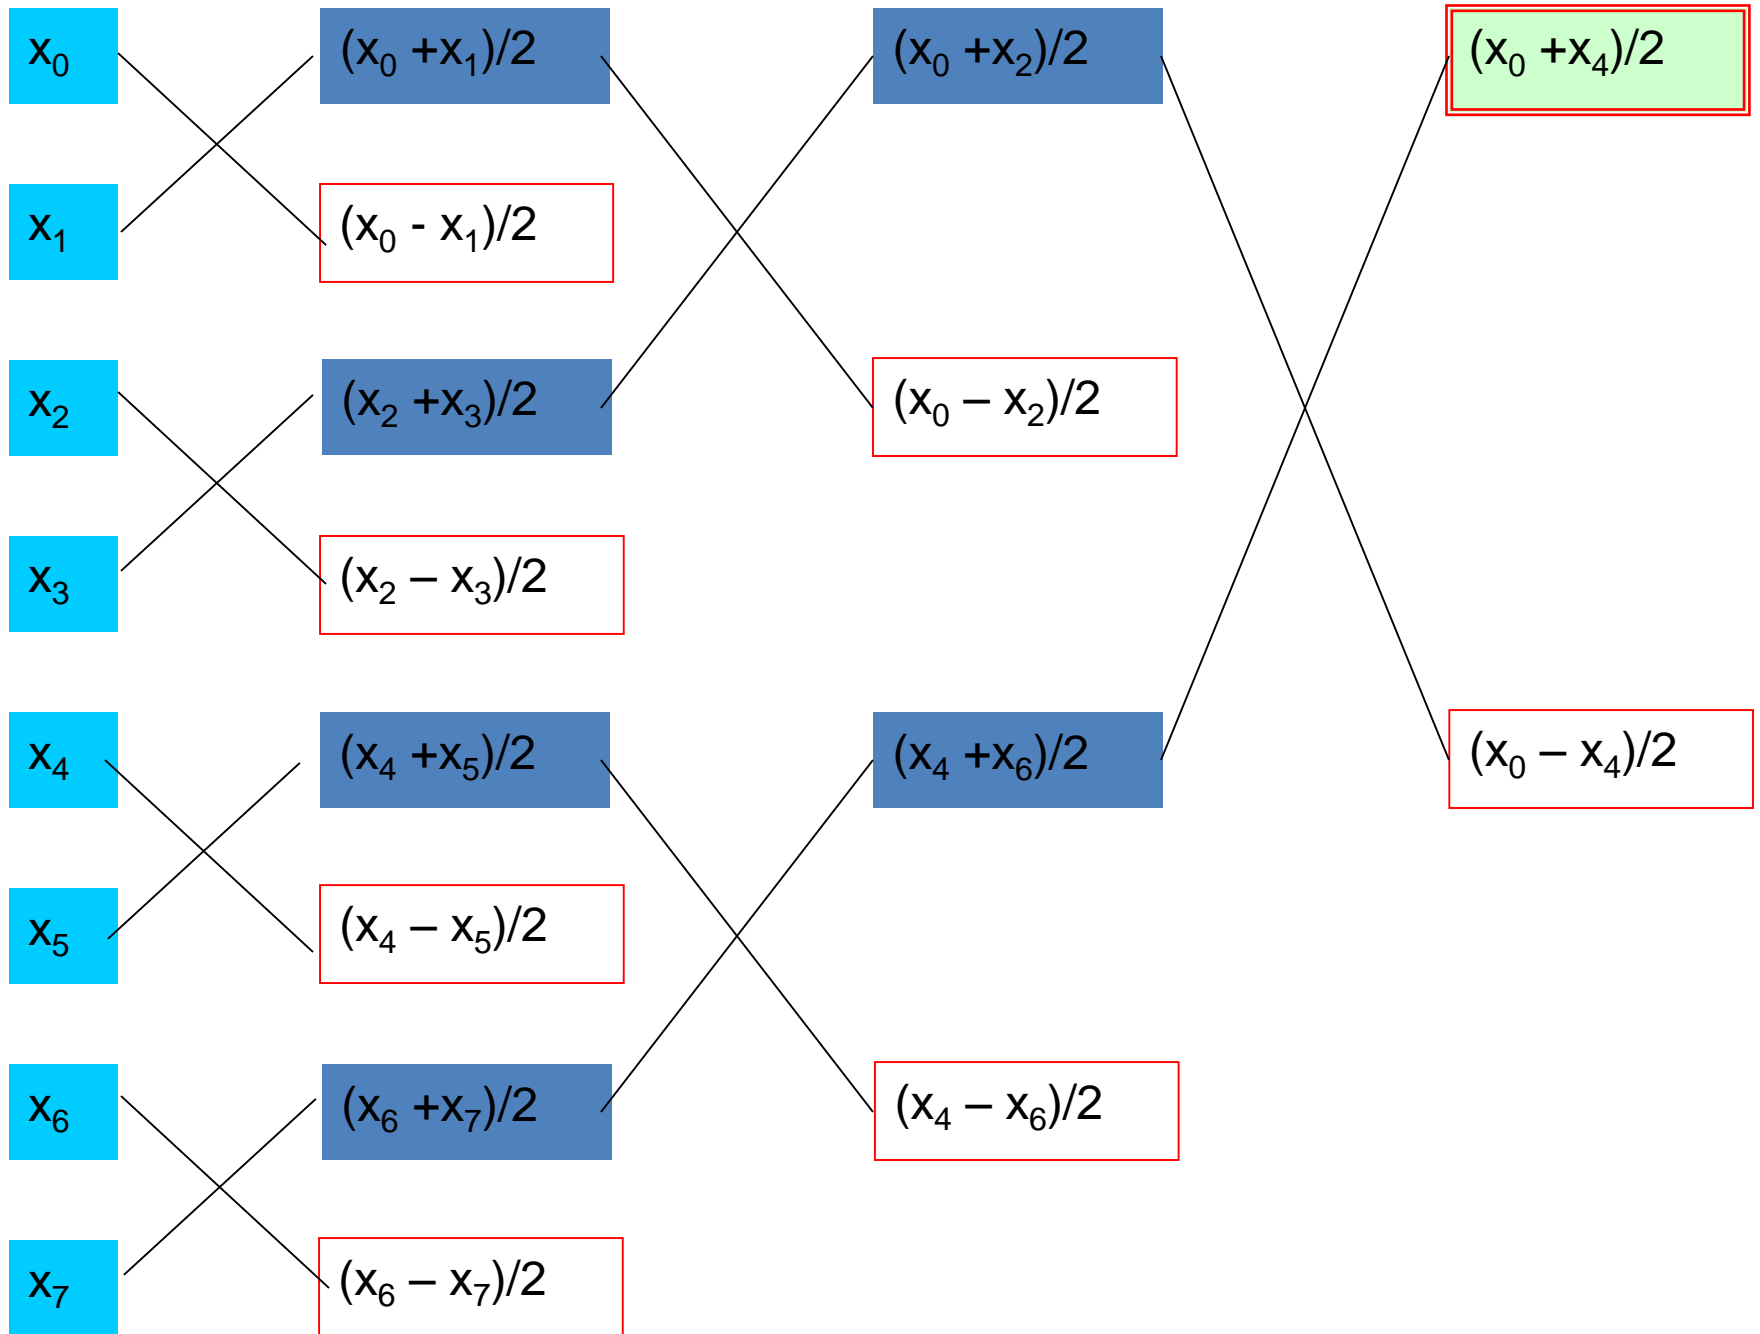 x₀ (x₀ +x₁)/2 (x₀ +x₂)/2 (x₀ +x₄)/2
x₁ (x₀ - x₁)/2
x₂ (x₂ +x₃)/2 (x₀ – x₂)/2
x₃ (x₂ – x₃)/2
x₄ (x₄ +x₅)/2 (x₄ +x₆)/2 (x₀ – x₄)/2
x₅ (x₄ – x₅)/2
x₆ (x₆ +x₇)/2 (x₄ – x₆)/2
x₇ (x₆ – x₇)/2